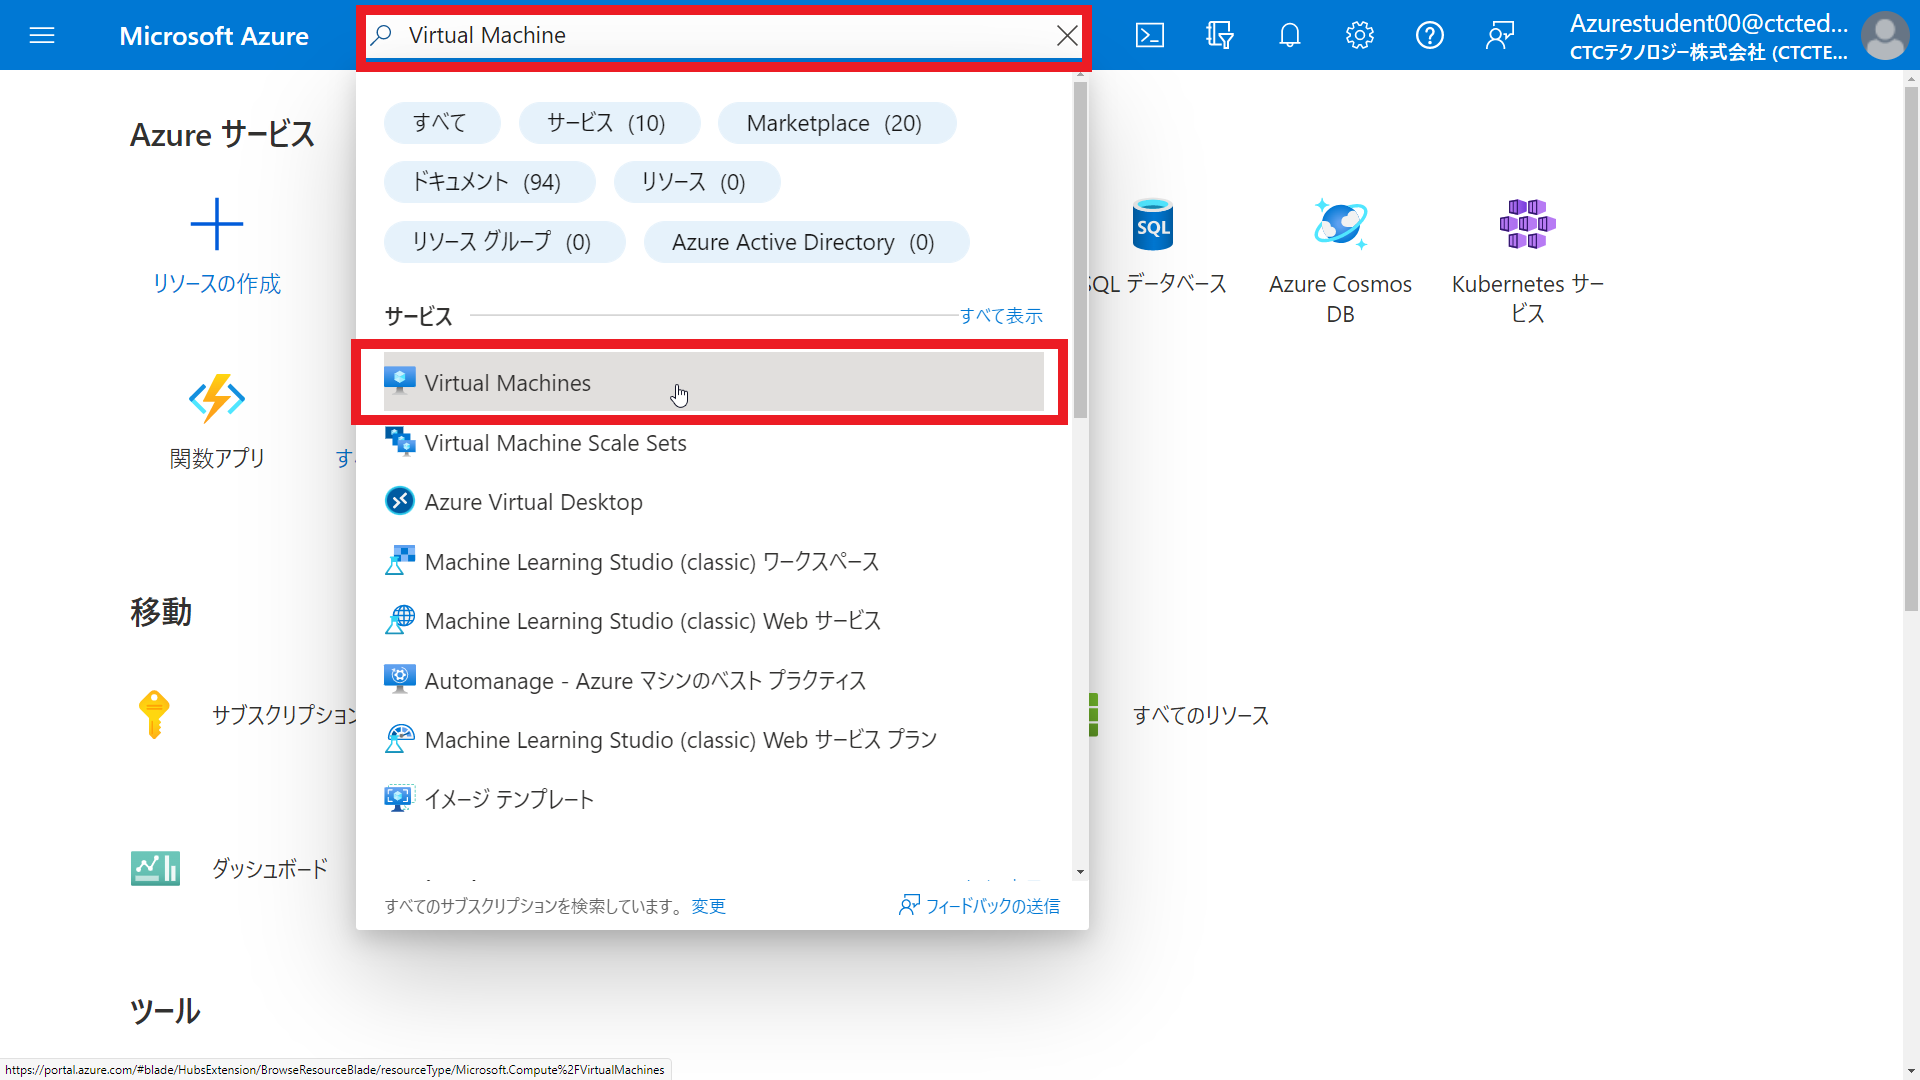 Microsoft Azure
Virtual Machine
Azurestudent00@ctcted...
CTCテクノロジー株式会社 (CTCTE...
Azure サービス
リソースの作成
関数アプリ
す
すべて
サービス (10)
Marketplace (20)
ドキュメント (94)
リソース (0)
リソース グループ (0)
Azure Active Directory (0)
サービス
すべて表示
Virtual Machines
Virtual Machine Scale Sets
Azure Virtual Desktop
Machine Learning Studio (classic) ワークスペース
Machine Learning Studio (classic) Web サービス
Automanage - Azure マシンのベスト プラクティス
Machine Learning Studio (classic) Web サービス プラン
イメージ テンプレート
すべてのサブスクリプションを検索しています。 変更
フィードバックの送信
SQL
SQL データベース
Azure Cosmos
DB
Kubernetes サー
ビス
移動
サブスクリプション
すべてのリソース
ダッシュボード
ツール
https://portal.azure.com/#blade/HubsExtension/BrowseResourceBlade/resourceType/Microsoft.Compute%2FVirtualMachines